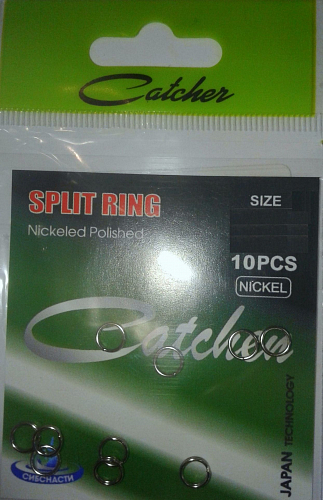 Catcher
SPLIT RING
SIZE
Nickeled Polished
10PCS
NICKEL
Catcher
JAPAN TECHNOLOGY
СИБСНАСТИ